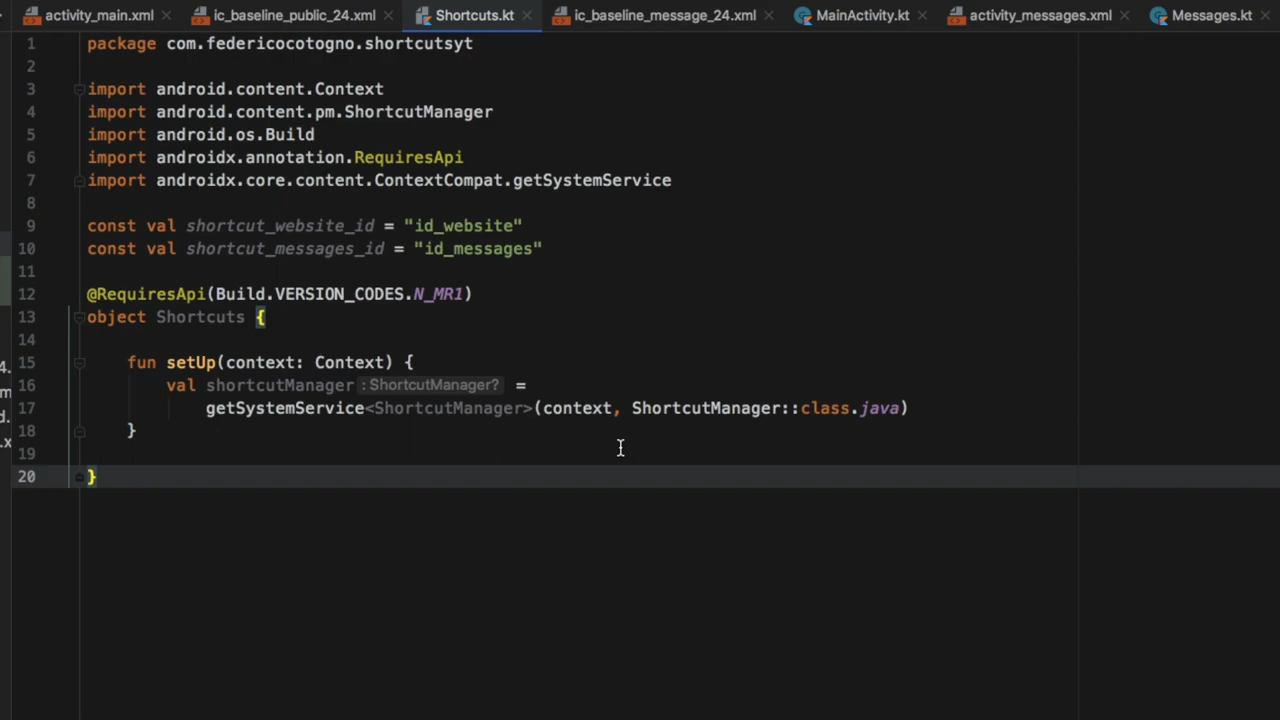 activity_main.xml ic_baseline_public_24.xml Shortcuts.kt ic_baseline_message_24.xml MainActivity.kt activity_messages.xml Messages.kt
1 package com.federicocotogno.shortcutsyt
2
3 import android.content.Context
4 import android.content.pm.ShortcutManager
5 import android.os.Build
6 import androidx.annotation.RequiresApi
7 import androidx.core.content.ContextCompat.getSystemService
8
9 const val shortcut_website_id = "id_website"
10 const val shortcut_messages_id = "id_messages"
11
12 @RequiresApi(Build.VERSION_CODES.N_MR1)
13 object Shortcuts {
14
15 fun setUp(context: Context) {
16 val shortcutManager : ShortcutManager? =
17 getSystemService<ShortcutManager>(context, ShortcutManager::class.java)
18 }
19
20 }